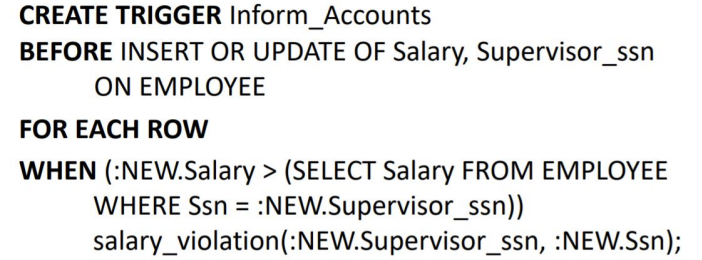 CREATE TRIGGER Inform_Accounts
BEFORE INSERT OR UPDATE OF Salary, Supervisor_ssn
ON EMPLOYEE
FOR EACH ROW
WHEN (:NEW.Salary > (SELECT Salary FROM EMPLOYEE
WHERE Ssn = :NEW.Supervisor_ssn))
salary_violation(:NEW.Supervisor_ssn, :NEW.Ssn);